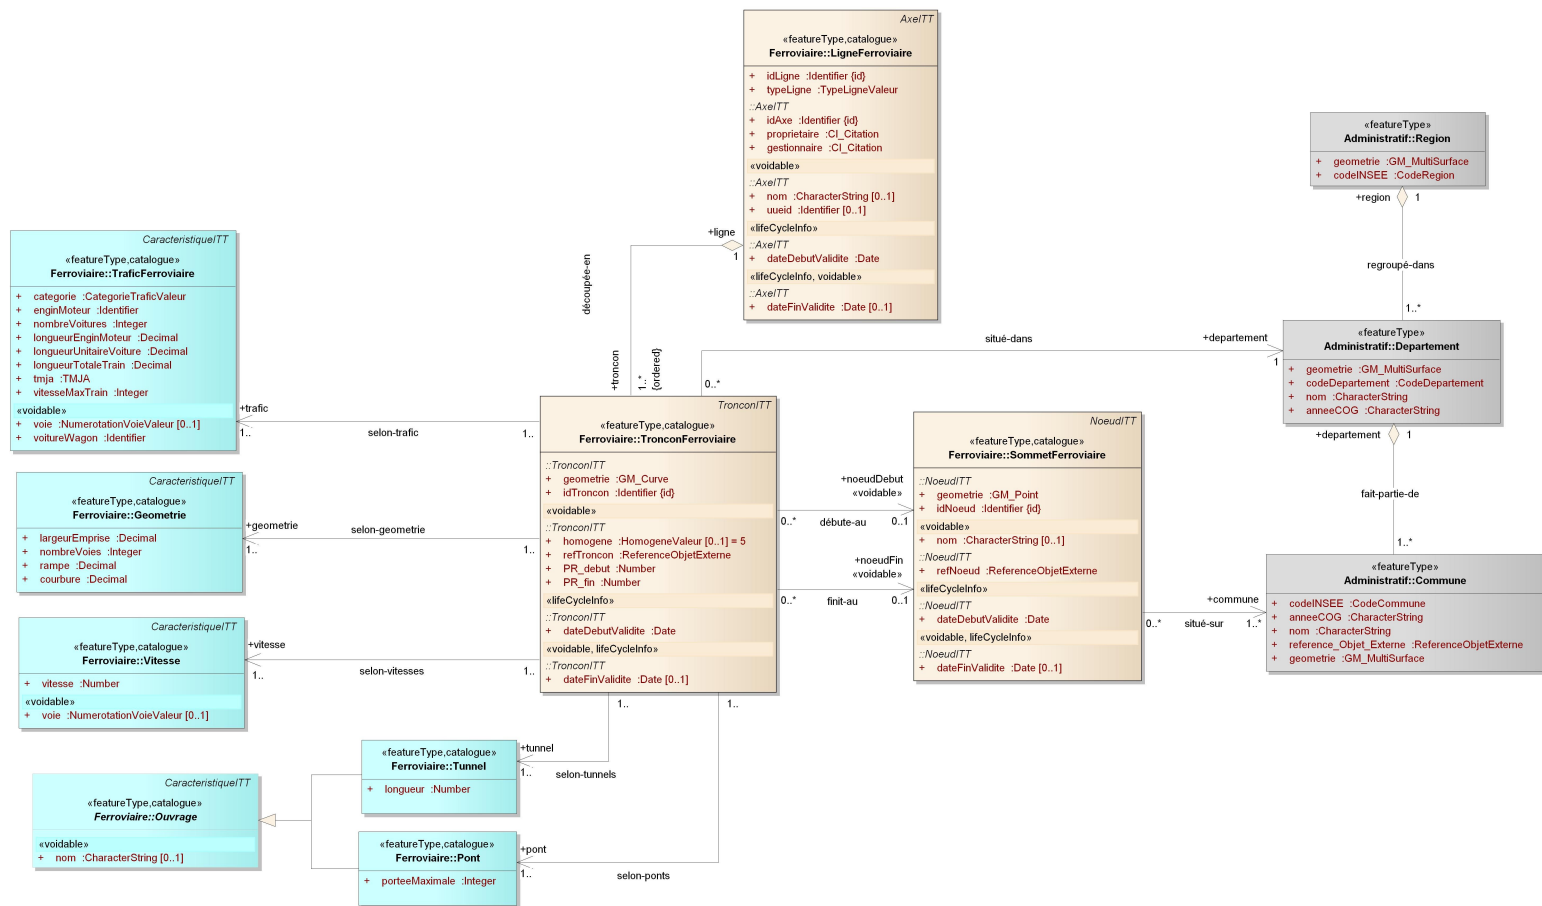 AxeITT
«featureType,catalogue»
Ferroviaire::LigneFerroviaire
+ idLigne :Identifier {id}
+ typeLigne :TypeLigneValeur
::AxeITT
+ idAxe :Identifier {id}
+ proprietaire :CI_Citation
+ gestionnaire :CI_Citation
«voidable»
::AxeITT
+ nom :CharacterString [0..1]
+ uueid :Identifier [0..1]
«lifeCycleInfo»
::AxeITT
+ dateDebutValidite :Date
«lifeCycleInfo, voidable»
::AxeITT
+ dateFinValidite :Date [0..1]
«featureType»
Administratif::Region
+ geometrie :GM_MultiSurface
+ codeINSEE :CodeRegion
+region 1
regroupé-dans
1..*
+ligne
1
découpée-en
+troncon
1..*
{ordered}
CaracteristiqueITT
«featureType,catalogue»
Ferroviaire::TraficFerroviaire
+ categorie :CategorieTraficValeur
+ enginMoteur :Identifier
+ nombreVoitures :Integer
+ longueurEnginMoteur :Decimal
+ longueurUnitaireVoiture :Decimal
+ longueurTotaleTrain :Decimal
+ tmja :TMJA
+ vitesseMaxTrain :Integer
«voidable»
+ voie :NumerotationVoieValeur [0..1]
+ voitureWagon :Identifier
+trafic
1..
selon-trafic
1..
situé-dans
+departement
1
0..*
«featureType»
Administratif::Departement
+ geometrie :GM_MultiSurface
+ codeDepartement :CodeDepartement
+ nom :CharacterString
+ anneeCOG :CharacterString
+departement 1
fait-partie-de
1..*
TronconITT
«featureType,catalogue»
Ferroviaire::TronconFerroviaire
::TronconITT
+ geometrie :GM_Curve
+ idTroncon :Identifier {id}
«voidable»
::TronconITT
+ homogene :HomogeneValeur [0..1] = 5
+ refTroncon :ReferenceObjetExterne
+ PR_debut :Number
+ PR_fin :Number
«lifeCycleInfo»
::TronconITT
+ dateDebutValidite :Date
«voidable, lifeCycleInfo»
::TronconITT
+ dateFinValidite :Date [0..1]
+noeudDebut
«voidable»
0..*
débute-au
0..1
+noeudFin
«voidable»
0..*
finit-au
0..1
NoeudITT
«featureType,catalogue»
Ferroviaire::SommetFerroviaire
::NoeudITT
+ geometrie :GM_Point
+ idNoeud :Identifier {id}
«voidable»
+ nom :CharacterString [0..1]
::NoeudITT
+ refNoeud :ReferenceObjetExterne
«lifeCycleInfo»
::NoeudITT
+ dateDebutValidite :Date
«voidable, lifeCycleInfo»
::NoeudITT
+ dateFinValidite :Date [0..1]
+commune
0..*
situé-sur
1..*
«featureType»
Administratif::Commune
+ codeINSEE :CodeCommune
+ anneeCOG :CharacterString
+ nom :CharacterString
+ reference_Objet_Externe :ReferenceObjetExterne
+ geometrie :GM_MultiSurface
CaracteristiqueITT
«featureType,catalogue»
Ferroviaire::Geometrie
+ largeurEmprise :Decimal
+ nombreVoies :Integer
+ rampe :Decimal
+ courbure :Decimal
+geometrie
1..
selon-geometrie
1..
CaracteristiqueITT
«featureType,catalogue»
Ferroviaire::Vitesse
+ vitesse :Number
«voidable»
+ voie :NumerotationVoieValeur [0..1]
+vitesse
1..
selon-vitesses
1..
1..
1..
«featureType,catalogue»
Ferroviaire::Tunnel
+ longueur :Number
+tunnel
1..
selon-tunnels
CaracteristiqueITT
«featureType,catalogue»
Ferroviaire::Ouvrage
«voidable»
+ nom :CharacterString [0..1]
«featureType,catalogue»
Ferroviaire::Pont
+ porteeMaximale :Integer
+pont
1..
selon-ponts